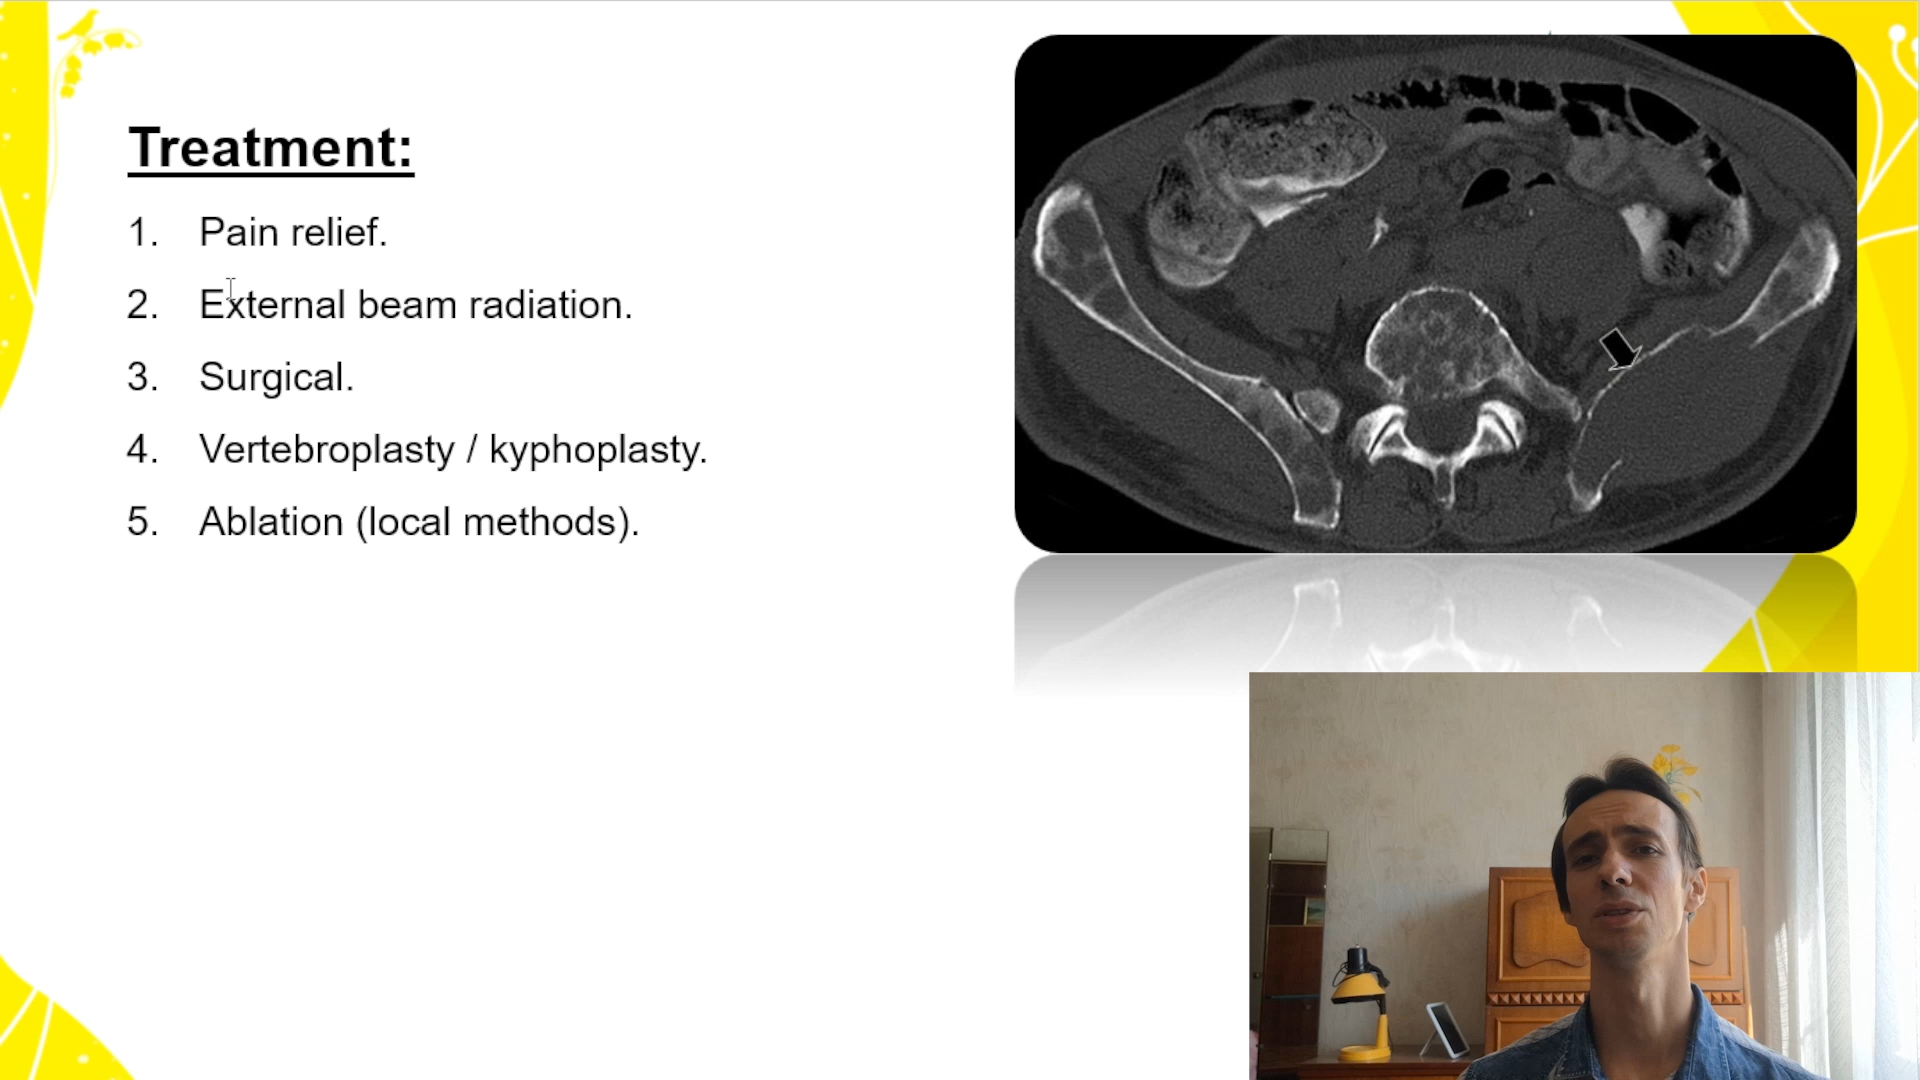 Treatment:
1. Pain relief.
2. External beam radiation.
3. Surgical.
4. Vertebroplasty / kyphoplasty.
5. Ablation (local methods).